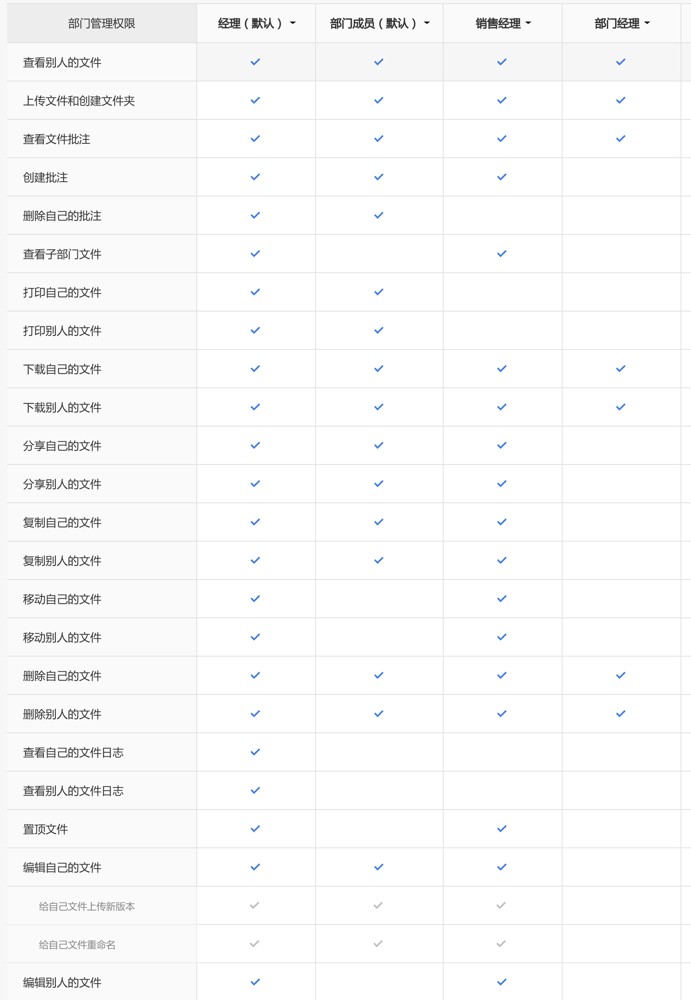 部门管理权限 经理（默认） 部门成员（默认） 销售经理 部门经理
查看别人的文件
上传文件和创建文件夹
查看文件批注
创建批注
删除自己的批注
查看子部门文件
打印自己的文件
打印别人的文件
下载自己的文件
下载别人的文件
分享自己的文件
分享别人的文件
复制自己的文件
复制别人的文件
移动自己的文件
移动别人的文件
删除自己的文件
删除别人的文件
查看自己的文件日志
查看别人的文件日志
置顶文件
编辑自己的文件
给自己文件上传新版本
给自己文件重命名
编辑别人的文件